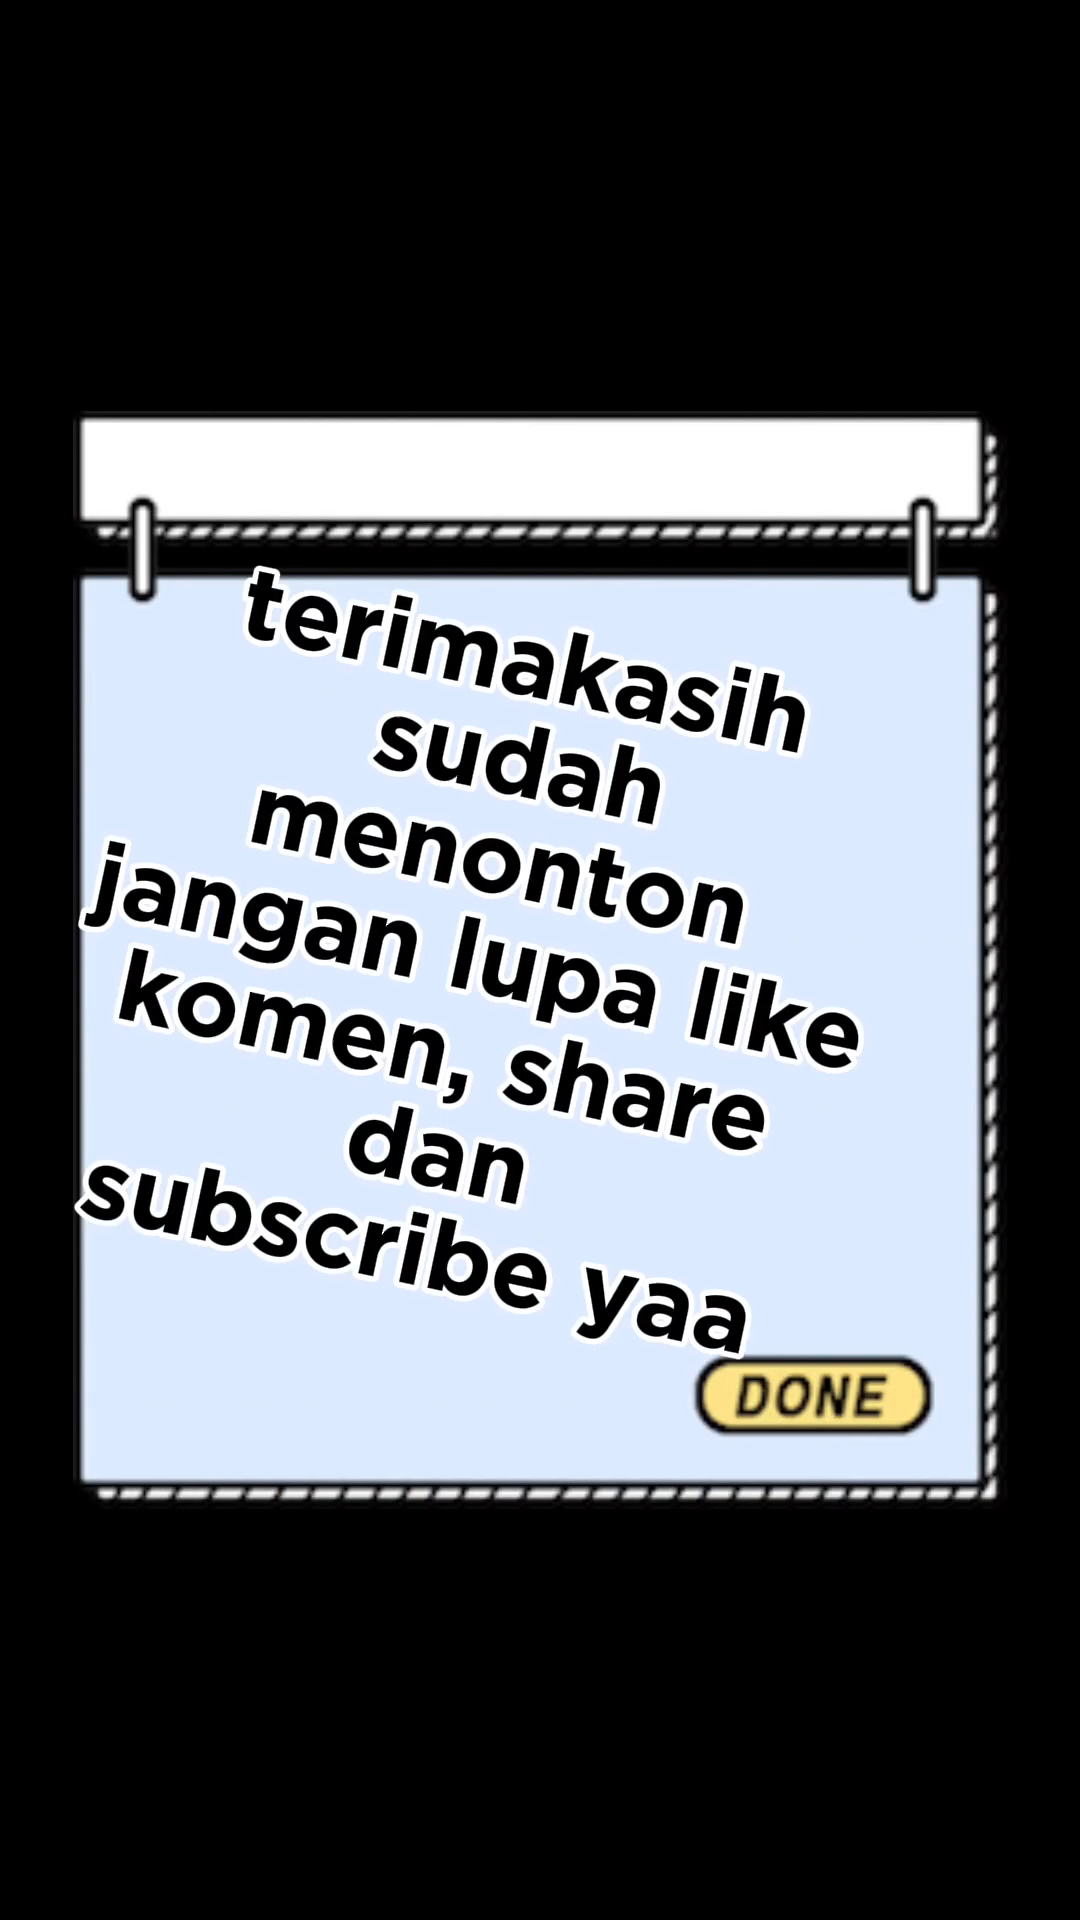 terimakasih
sudah
menonton
jangan lupa like
komen, share
dan
subscribe yaa
DONE